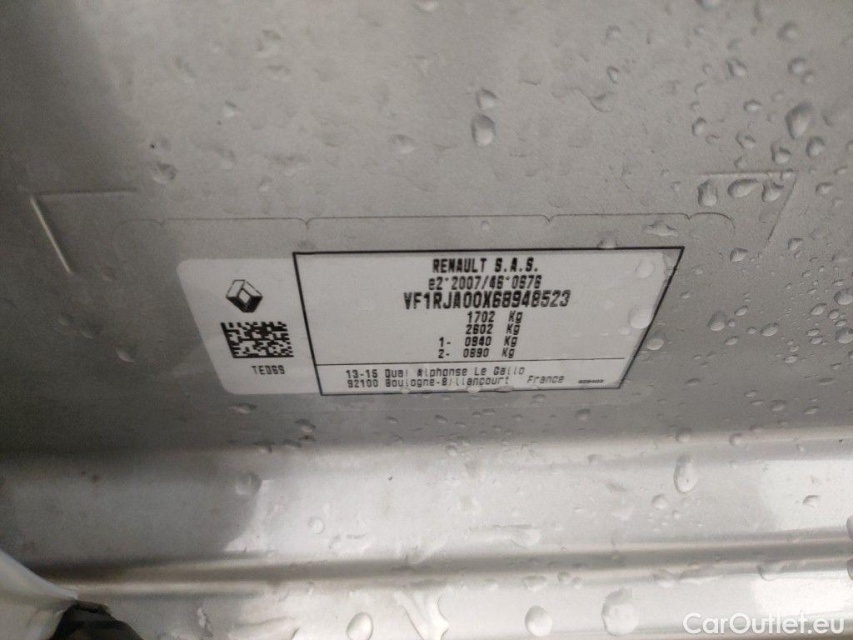 RENAULT S.A.S.
e2*2007/46*0676
VF1RJA00X68948523
1702 Kg
2602 Kg
1- 0940 Kg
2- 0890 Kg
TED69
13-15 Quai Alphonse Le Gallo
92100 Boulogne-Billancourt France
CarOutlet.eu